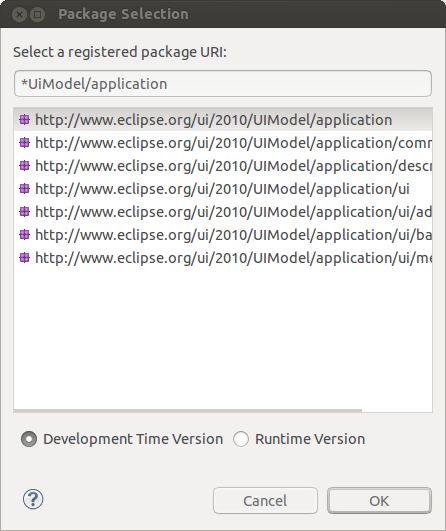 Package Selection
Select a registered package URI:
*UiModel/application
http://www.eclipse.org/ui/2010/UIModel/application
http://www.eclipse.org/ui/2010/UIModel/application/comm
http://www.eclipse.org/ui/2010/UIModel/application/descr
http://www.eclipse.org/ui/2010/UIModel/application/ui
http://www.eclipse.org/ui/2010/UIModel/application/ui/ad
http://www.eclipse.org/ui/2010/UIModel/application/ui/ba
http://www.eclipse.org/ui/2010/UIModel/application/ui/me
Development Time Version Runtime Version
? Cancel OK